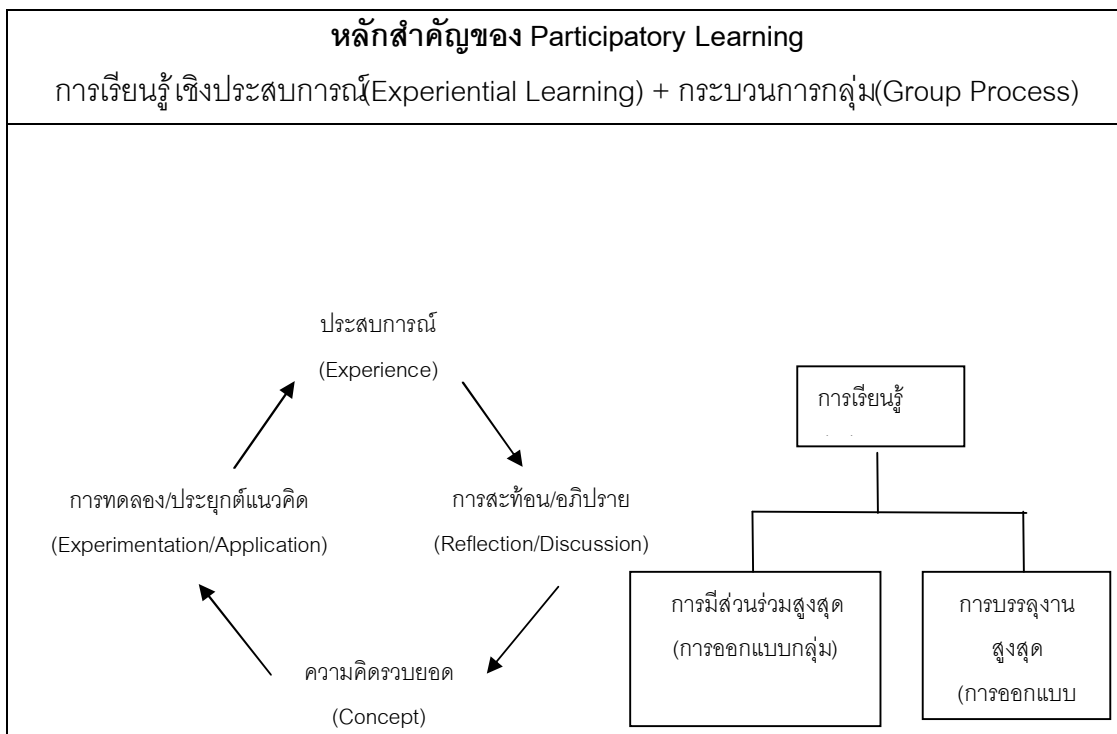 หลักสำคัญของ Participatory Learning
การเรียนรู้เชิงประสบการณ์(Experiential Learning) + กระบวนการกลุ่ม(Group Process)
ประสบการณ์
(Experience)
การทดลอง/ประยุกต์แนวคิด
(Experimentation/Application)
การสะท้อน/อภิปราย
(Reflection/Discussion)
ความคิดรวบยอด
(Concept)
การเรียนรู้
การมีส่วนร่วมสูงสุด
(การออกแบบกลุ่ม)
การบรรลุงาน
สูงสุด
(การออกแบบ